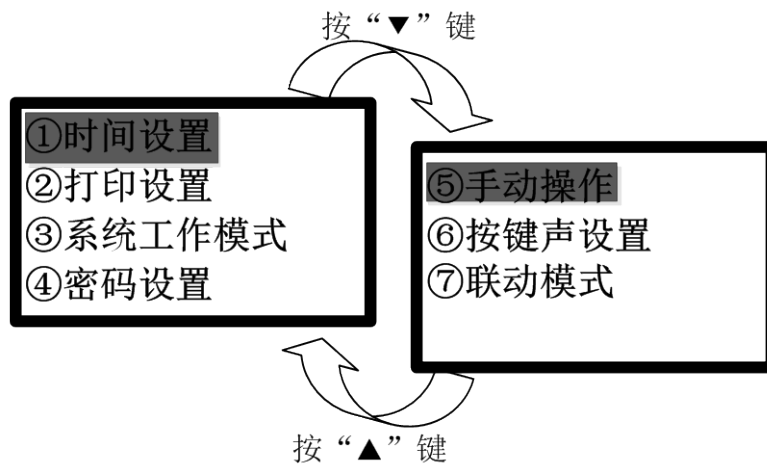 按“▼”键
①时间设置
②打印设置
③系统工作模式
④密码设置
⑤手动操作
⑥按键声设置
⑦联动模式
按“▲”键